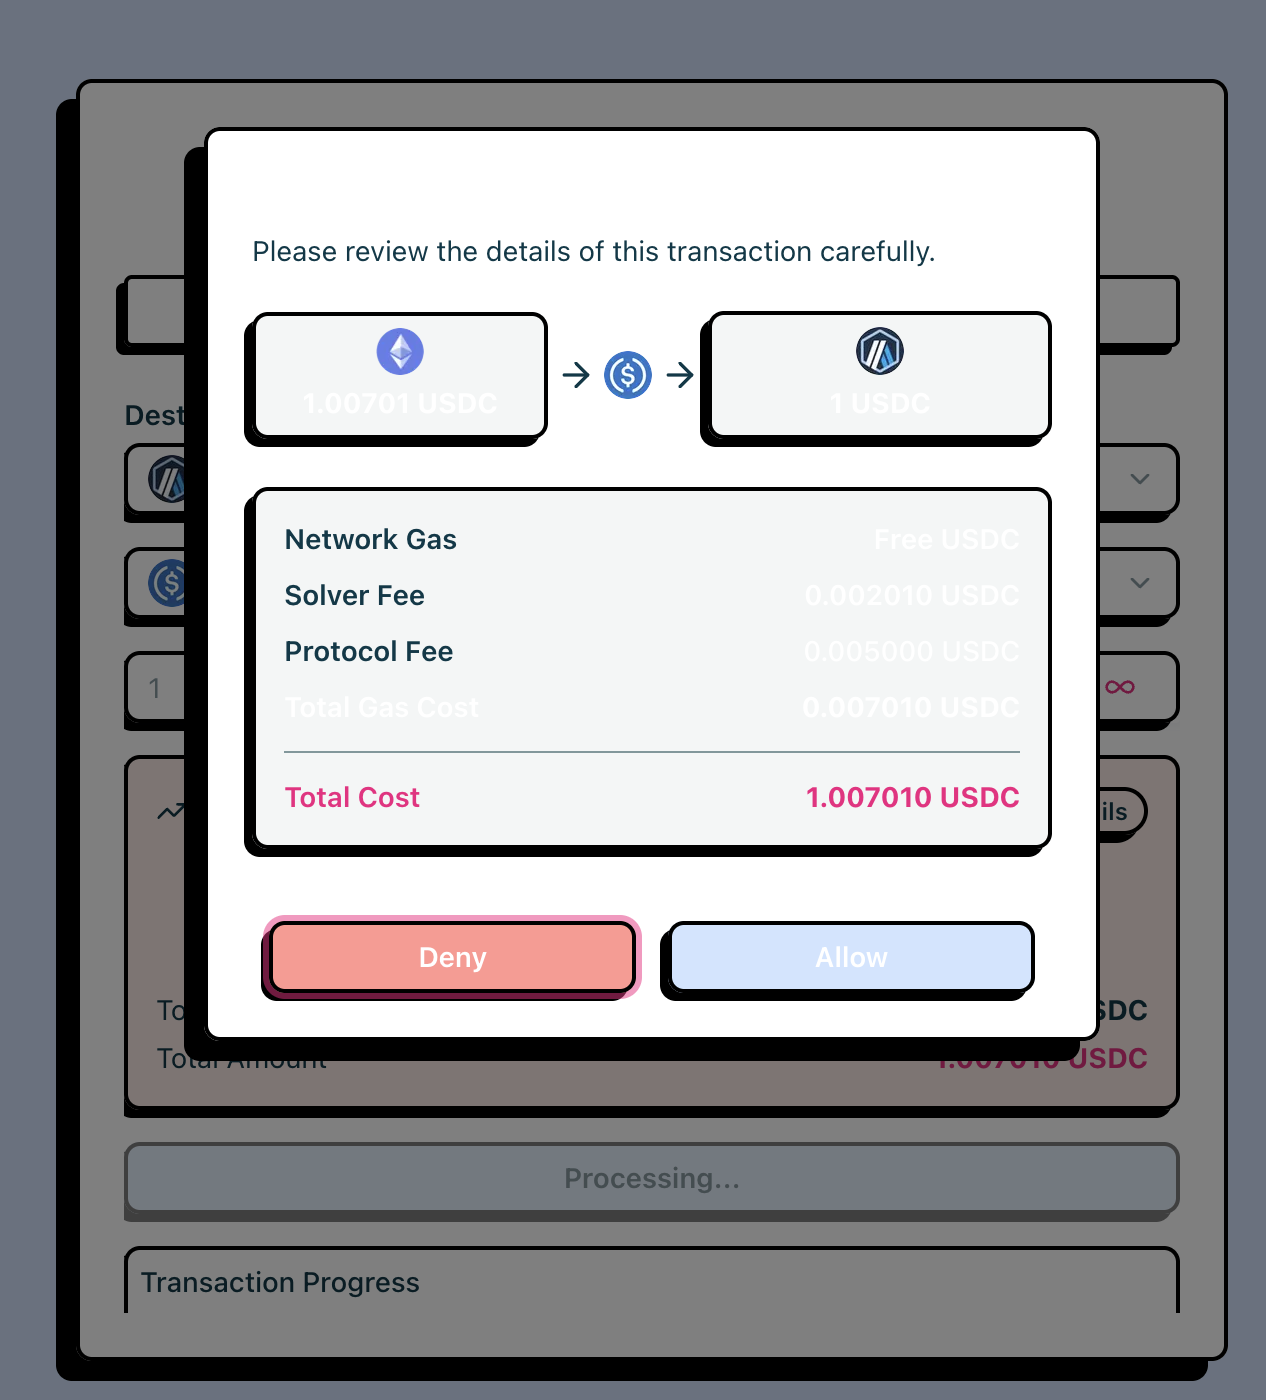 Please review the details of this transaction carefully.
1.00701 USDC
1 USDC
Dest
1
Network Gas Free USDC
Solver Fee 0.002010 USDC
Protocol Fee 0.005000 USDC
Total Gas Cost 0.007010 USDC
Total Cost 1.007010 USDC
ils
Deny Allow
To SDC
Total Amount 1.007010 USDC
Processing...
Transaction Progress